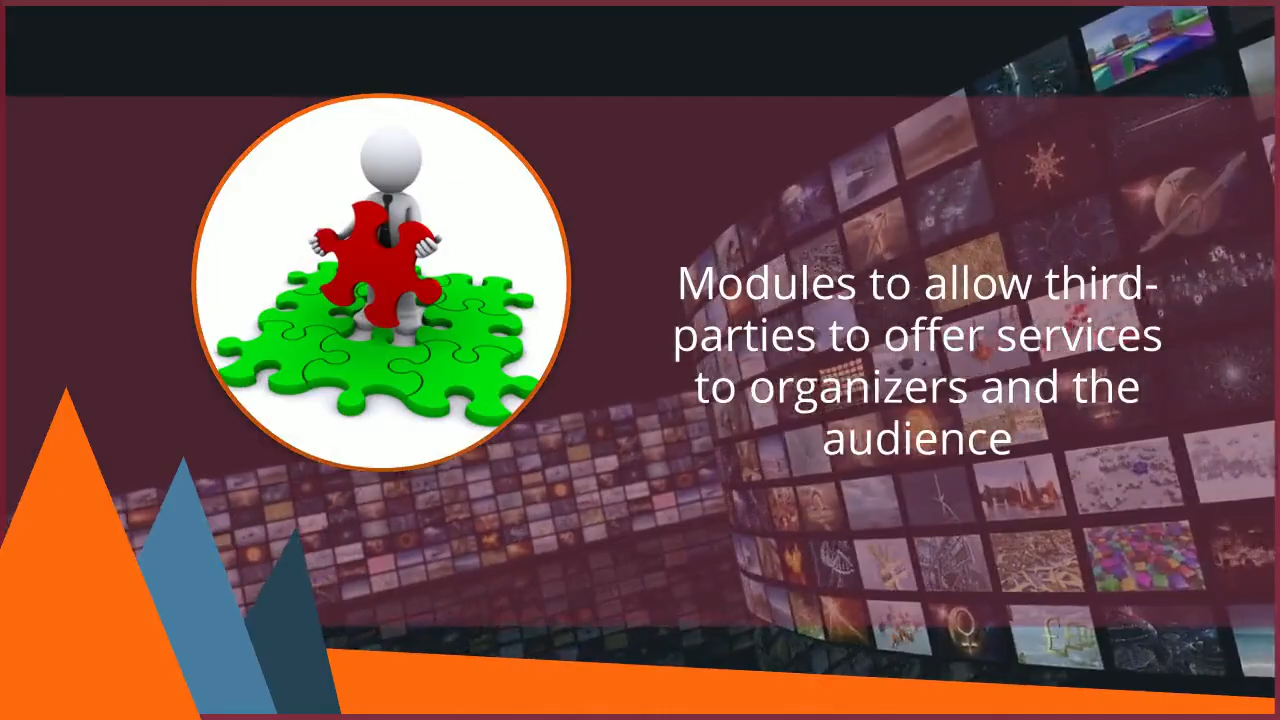 Modules to allow third-
parties to offer services
to organizers and the
audience